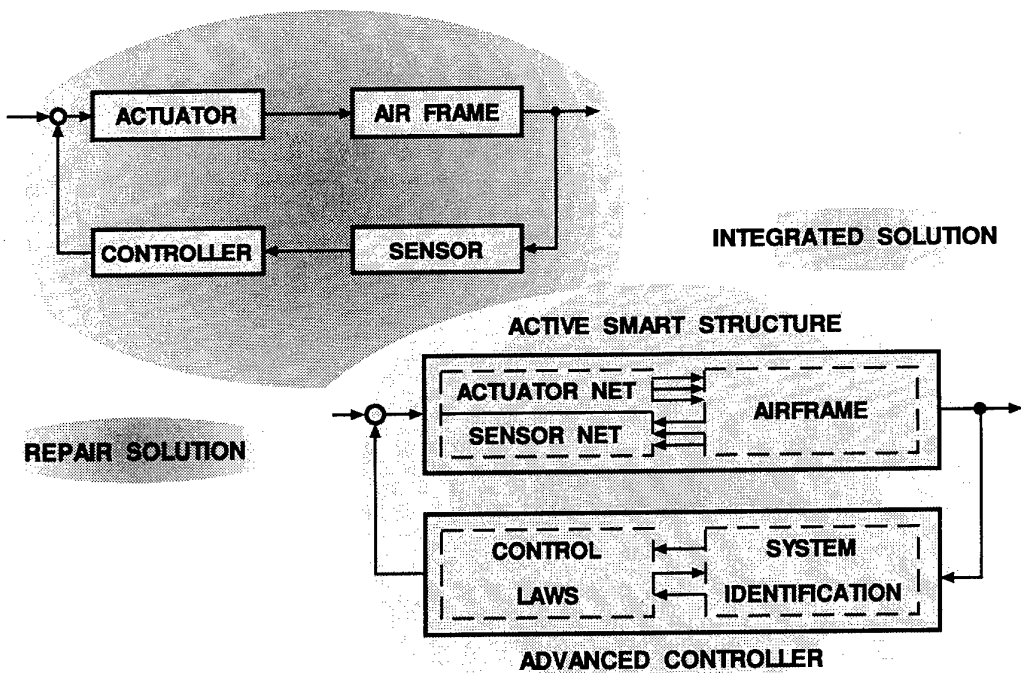 ACTUATOR
AIR FRAME
CONTROLLER
SENSOR
INTEGRATED SOLUTION
ACTIVE SMART STRUCTURE
ACTUATOR NET
SENSOR NET
AIRFRAME
REPAIR SOLUTION
CONTROL
LAWS
SYSTEM
IDENTIFICATION
ADVANCED CONTROLLER